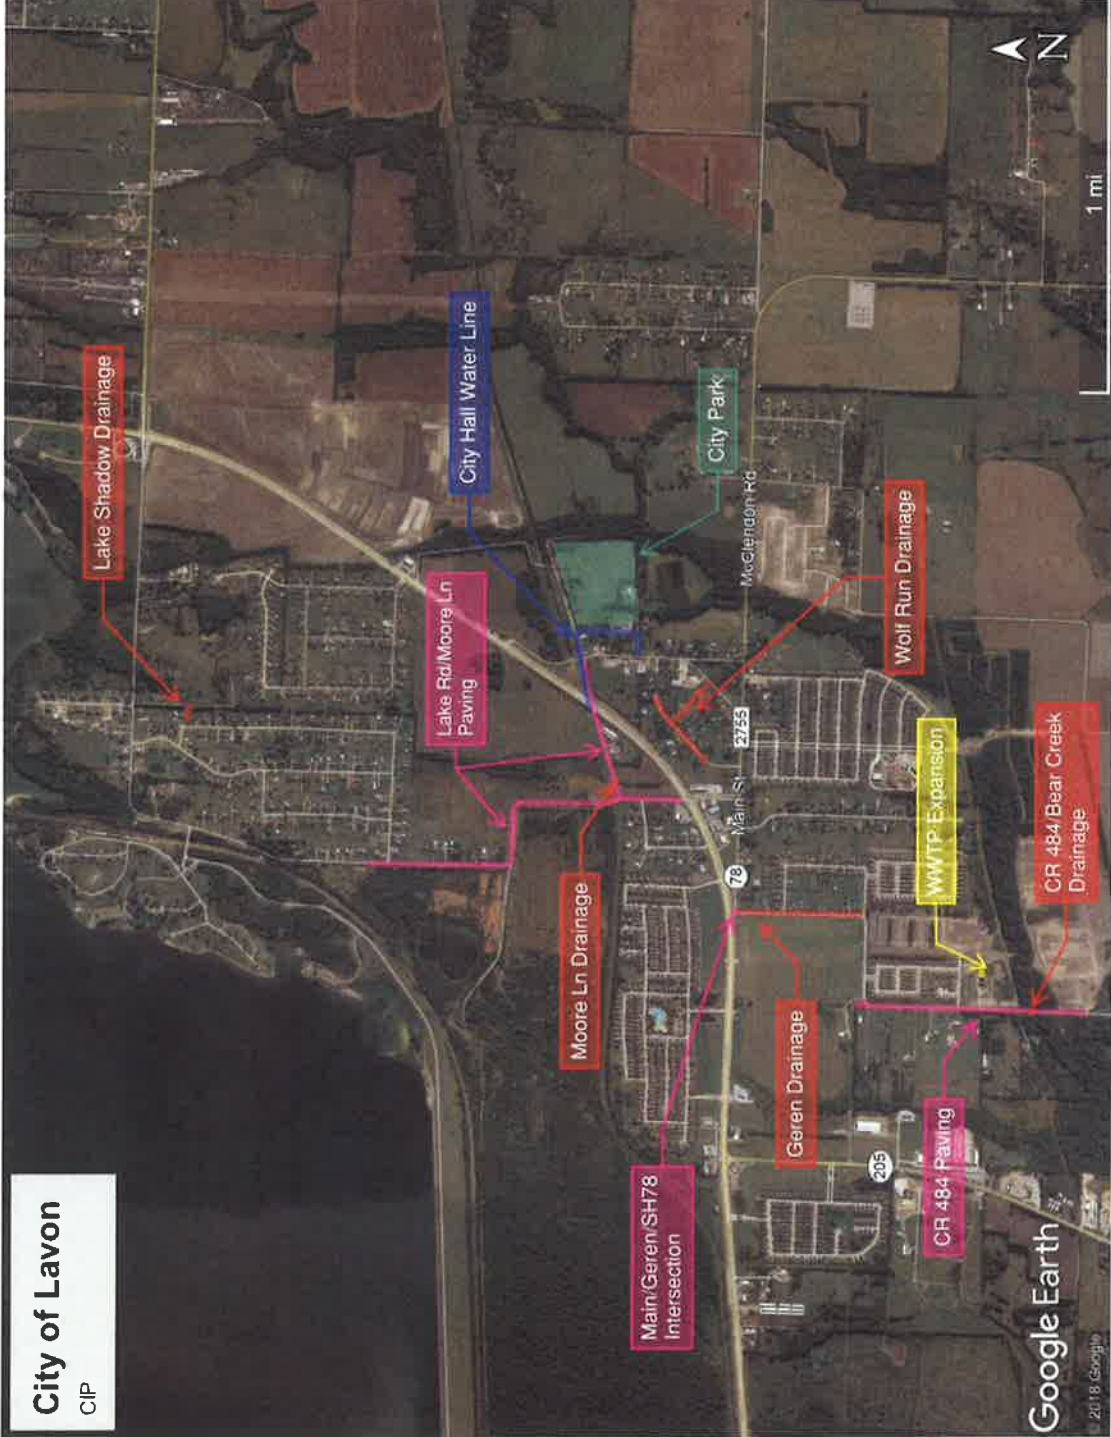 City of Lavon
CIP
Lake Shadow Drainage
City Hall Water Line
Lake Rd/Moore Ln
Paving
City Park
McClendon Rd
Wolf Run Drainage
2755
Main St
78
Moore Ln Drainage
WWTP Expansion
CR 484/Bear Creek
Drainage
Geren Drainage
Main/Geren/SH78
Intersection
205
CR 484 Paving
Google Earth
© 2018 Google
1 mi
N